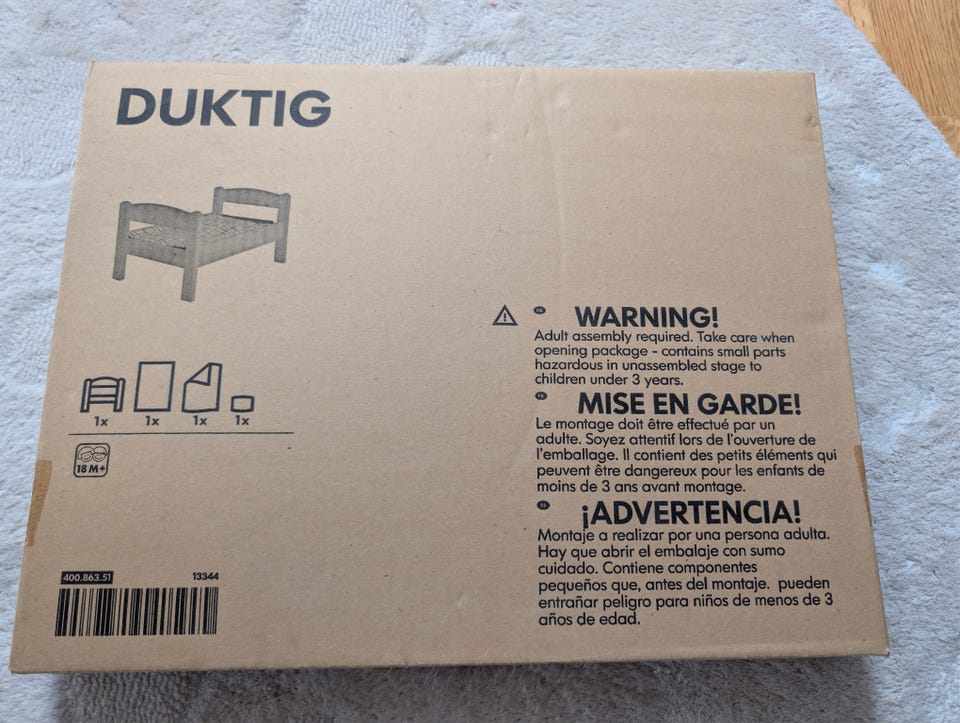 DUKTIG
1x 1x 1x 1x
18 M+
400.863.51 13344
WARNING!
Adult assembly required. Take care when
opening package - contains small parts
hazardous in unassembled stage to
children under 3 years.
MISE EN GARDE!
Le montage doit être effectué par un
adulte. Soyez attentif lors de l'ouverture de
l'emballage. Il contient des petits éléments qui
peuvent être dangereux pour les enfants de
moins de 3 ans avant montage.
¡ADVERTENCIA!
Montaje a realizar por una persona adulta.
Hay que abrir el embalaje con sumo
cuidado. Contiene componentes
pequeños que, antes del montaje. pueden
entrañar peligro para niños de menos de 3
años de edad.